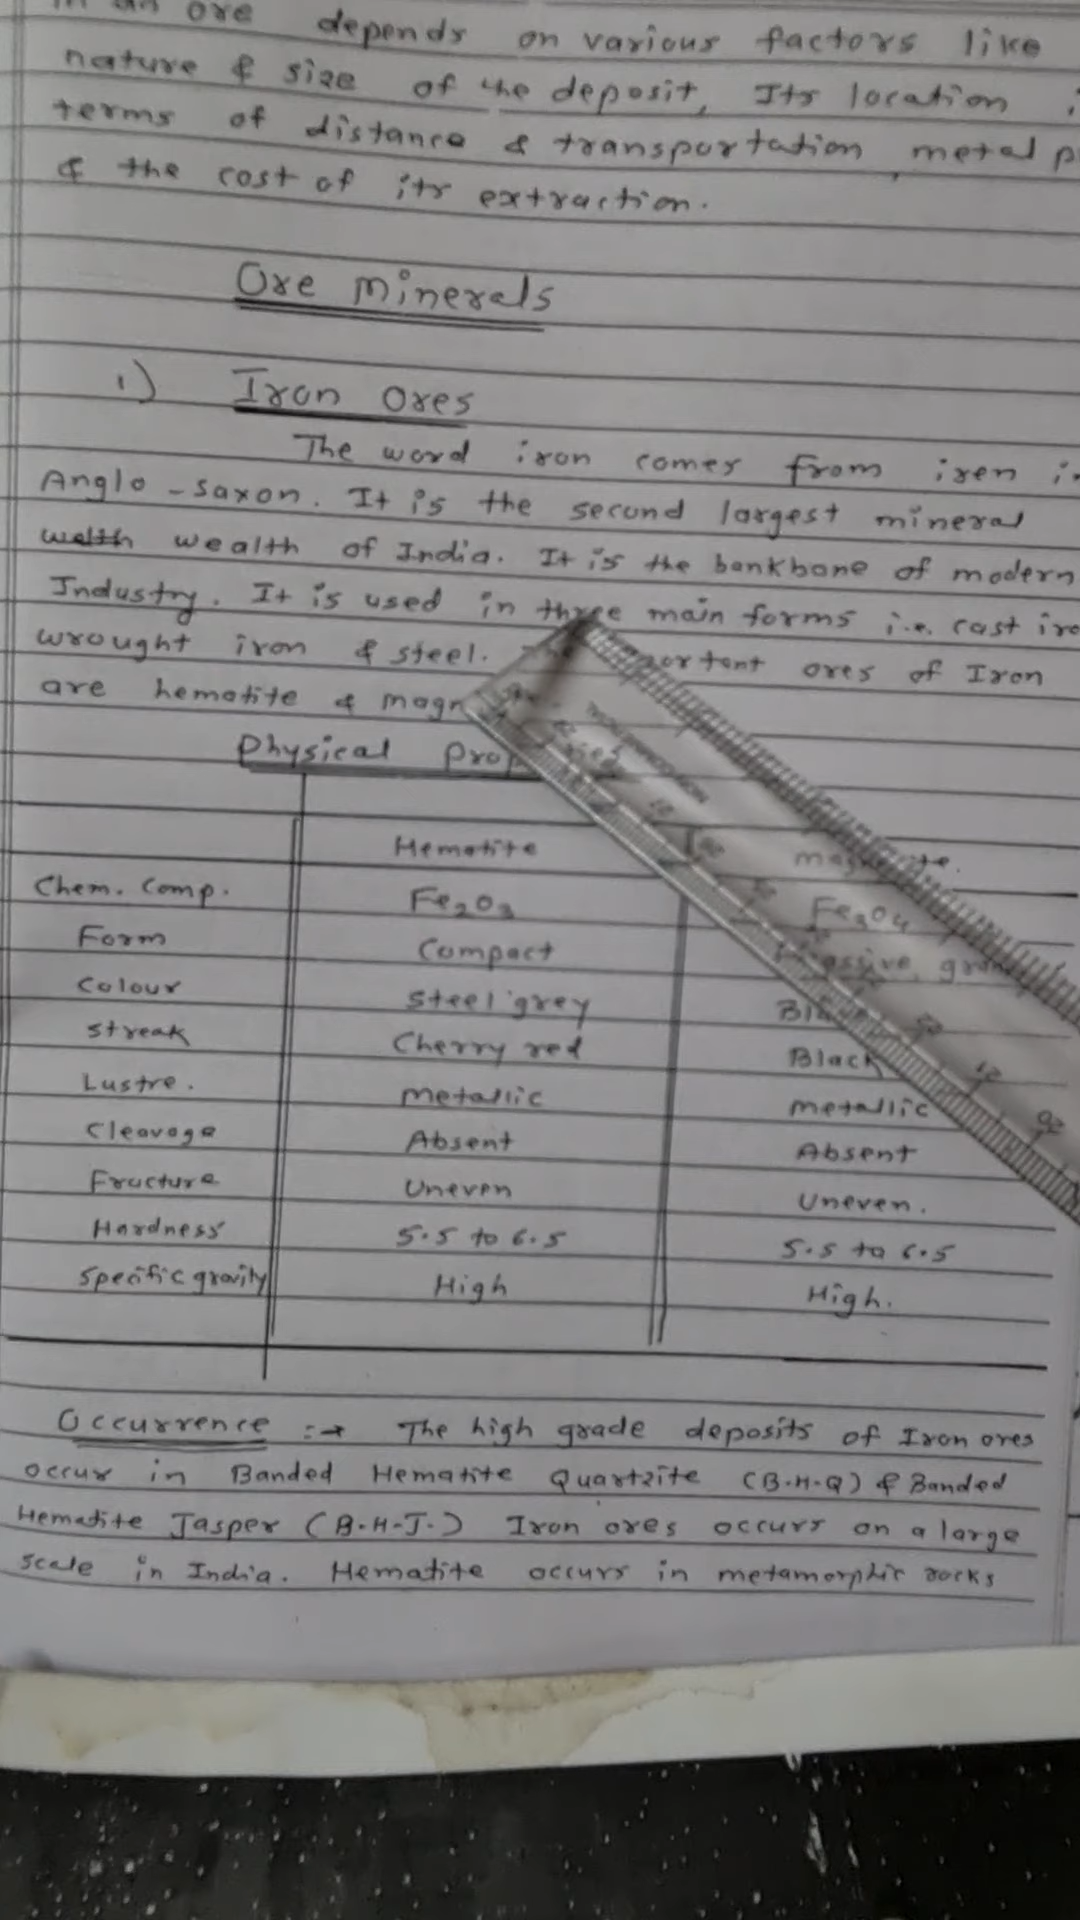 ore depends on various factors like
nature & size of the deposit, Its location
terms of distance & transportation, metal
& the cost of its extraction.
Ore Minerals
1) Iron Ores
The word iron comes from iren
Anglo-saxon. It is the second largest mineral
wealth of India. It is the bankbone of modern
Industry. It is used in three main forms i.e. cast
wrought iron & steel. ores of Iron
are hematite &
Physical
Hematite
Chem. Comp. Fe2O3 Fe3O4
Form Compact
Colour Steel grey
Streak Cherry red Black
Lustre. Metallic Metallic
Cleavage Absent Absent
Fracture Uneven Uneven.
Hardness 5.5 to 6.5 5.5 to 6.5
Specific gravity High High.
Occurrence :→ The high grade deposits of Iron ores
occur in Banded Hematite Quartzite (B.H.Q) & Banded
Hematite Jasper (B.H.J.) Iron ores occurs on a large
scale in India. Hematite occurs in metamorphic rocks